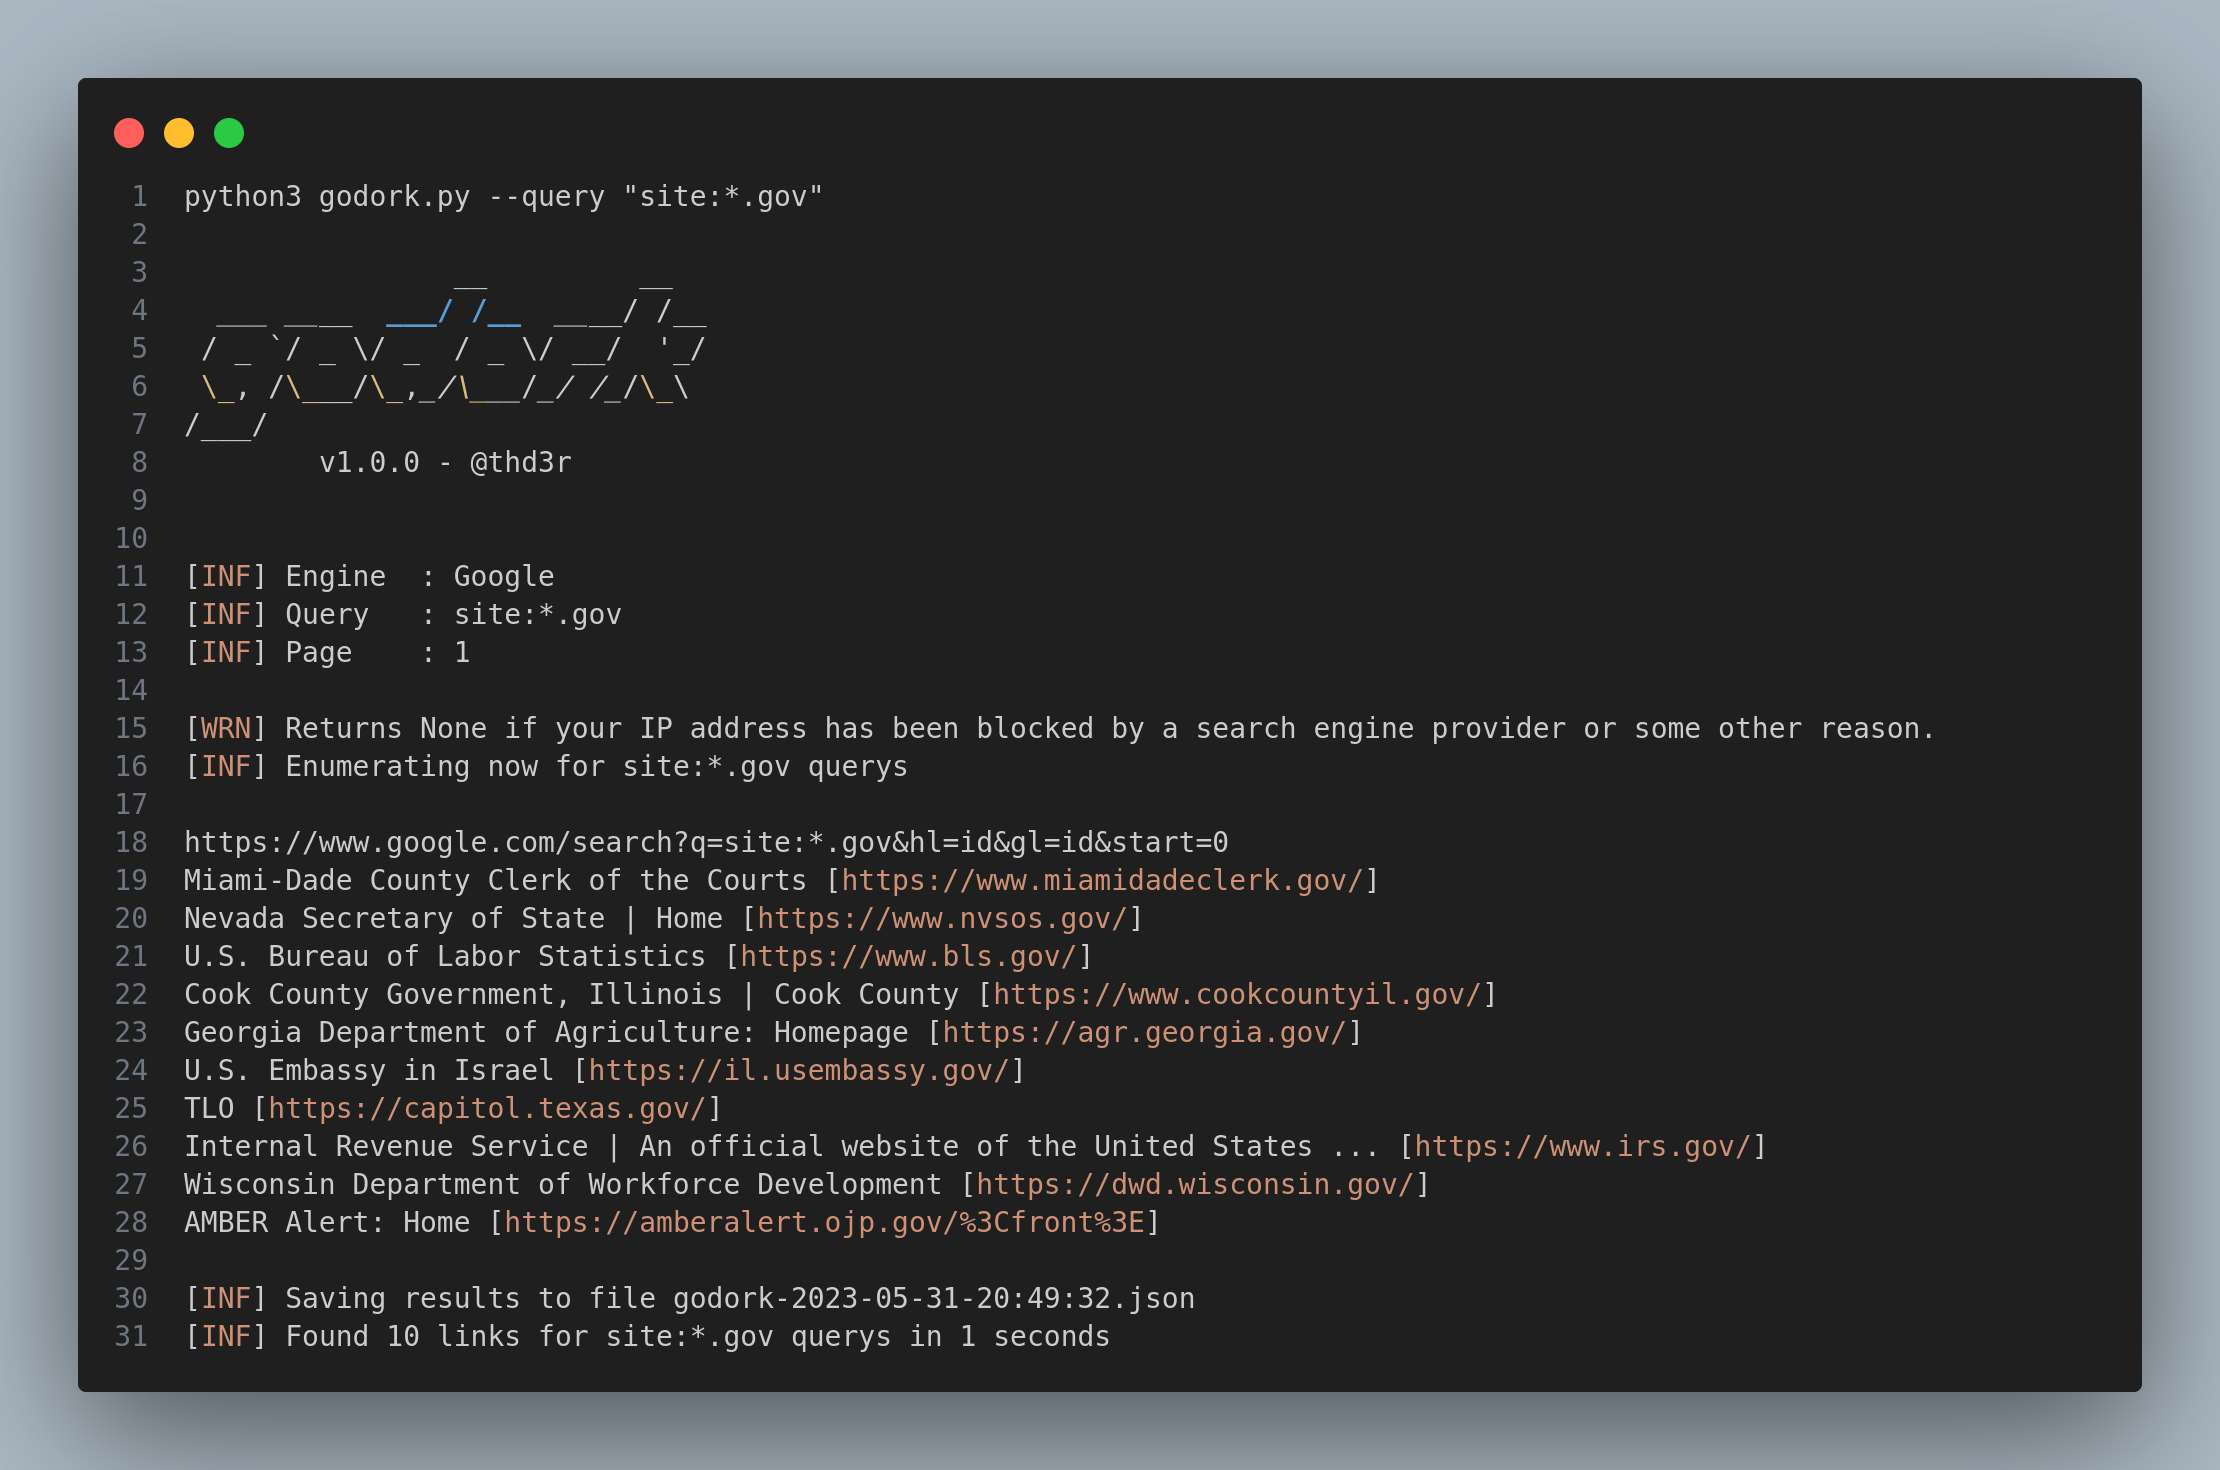 1 python3 godork.py --query "site:*.gov"
2
3                 __         __
4   ___ ____  ___/ /__  ____/ /__
5  / _ `/ _ \/ _  / _ \/ __/  '_/
6  \_, /\___/\_,_/\___/_/ /_/\_\
7 /___/
8         v1.0.0 - @thd3r
9
10
11 [INF] Engine  : Google
12 [INF] Query   : site:*.gov
13 [INF] Page    : 1
14
15 [WRN] Returns None if your IP address has been blocked by a search engine provider or some other reason.
16 [INF] Enumerating now for site:*.gov querys
17
18 https://www.google.com/search?q=site:*.gov&hl=id&gl=id&start=0
19 Miami-Dade County Clerk of the Courts [https://www.miamidadeclerk.gov/]
20 Nevada Secretary of State | Home [https://www.nvsos.gov/]
21 U.S. Bureau of Labor Statistics [https://www.bls.gov/]
22 Cook County Government, Illinois | Cook County [https://www.cookcountyil.gov/]
23 Georgia Department of Agriculture: Homepage [https://agr.georgia.gov/]
24 U.S. Embassy in Israel [https://il.usembassy.gov/]
25 TLO [https://capitol.texas.gov/]
26 Internal Revenue Service | An official website of the United States ... [https://www.irs.gov/]
27 Wisconsin Department of Workforce Development [https://dwd.wisconsin.gov/]
28 AMBER Alert: Home [https://amberalert.ojp.gov/%3Cfront%3E]
29
30 [INF] Saving results to file godork-2023-05-31-20:49:32.json
31 [INF] Found 10 links for site:*.gov querys in 1 seconds